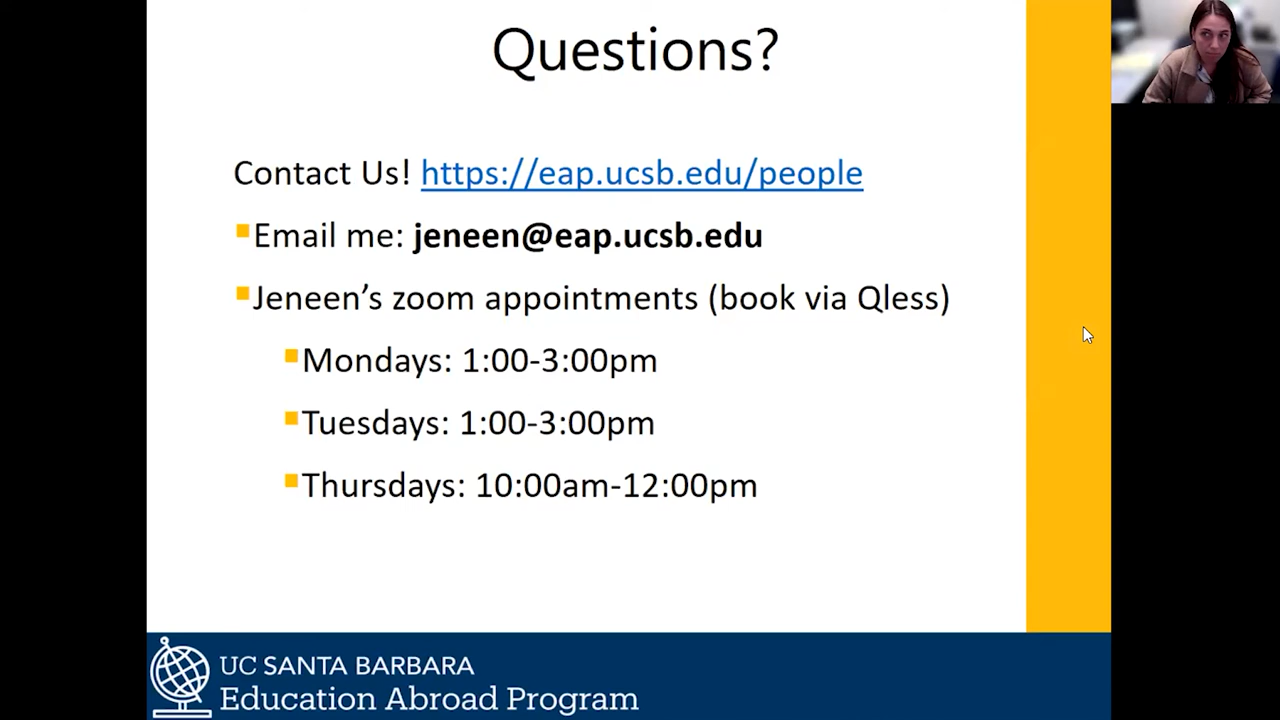 Questions?
Contact Us! https://eap.ucsb.edu/people
Email me: jeneen@eap.ucsb.edu
Jeneen’s zoom appointments (book via Qless)
Mondays: 1:00-3:00pm
Tuesdays: 1:00-3:00pm
Thursdays: 10:00am-12:00pm
UC SANTA BARBARA
Education Abroad Program